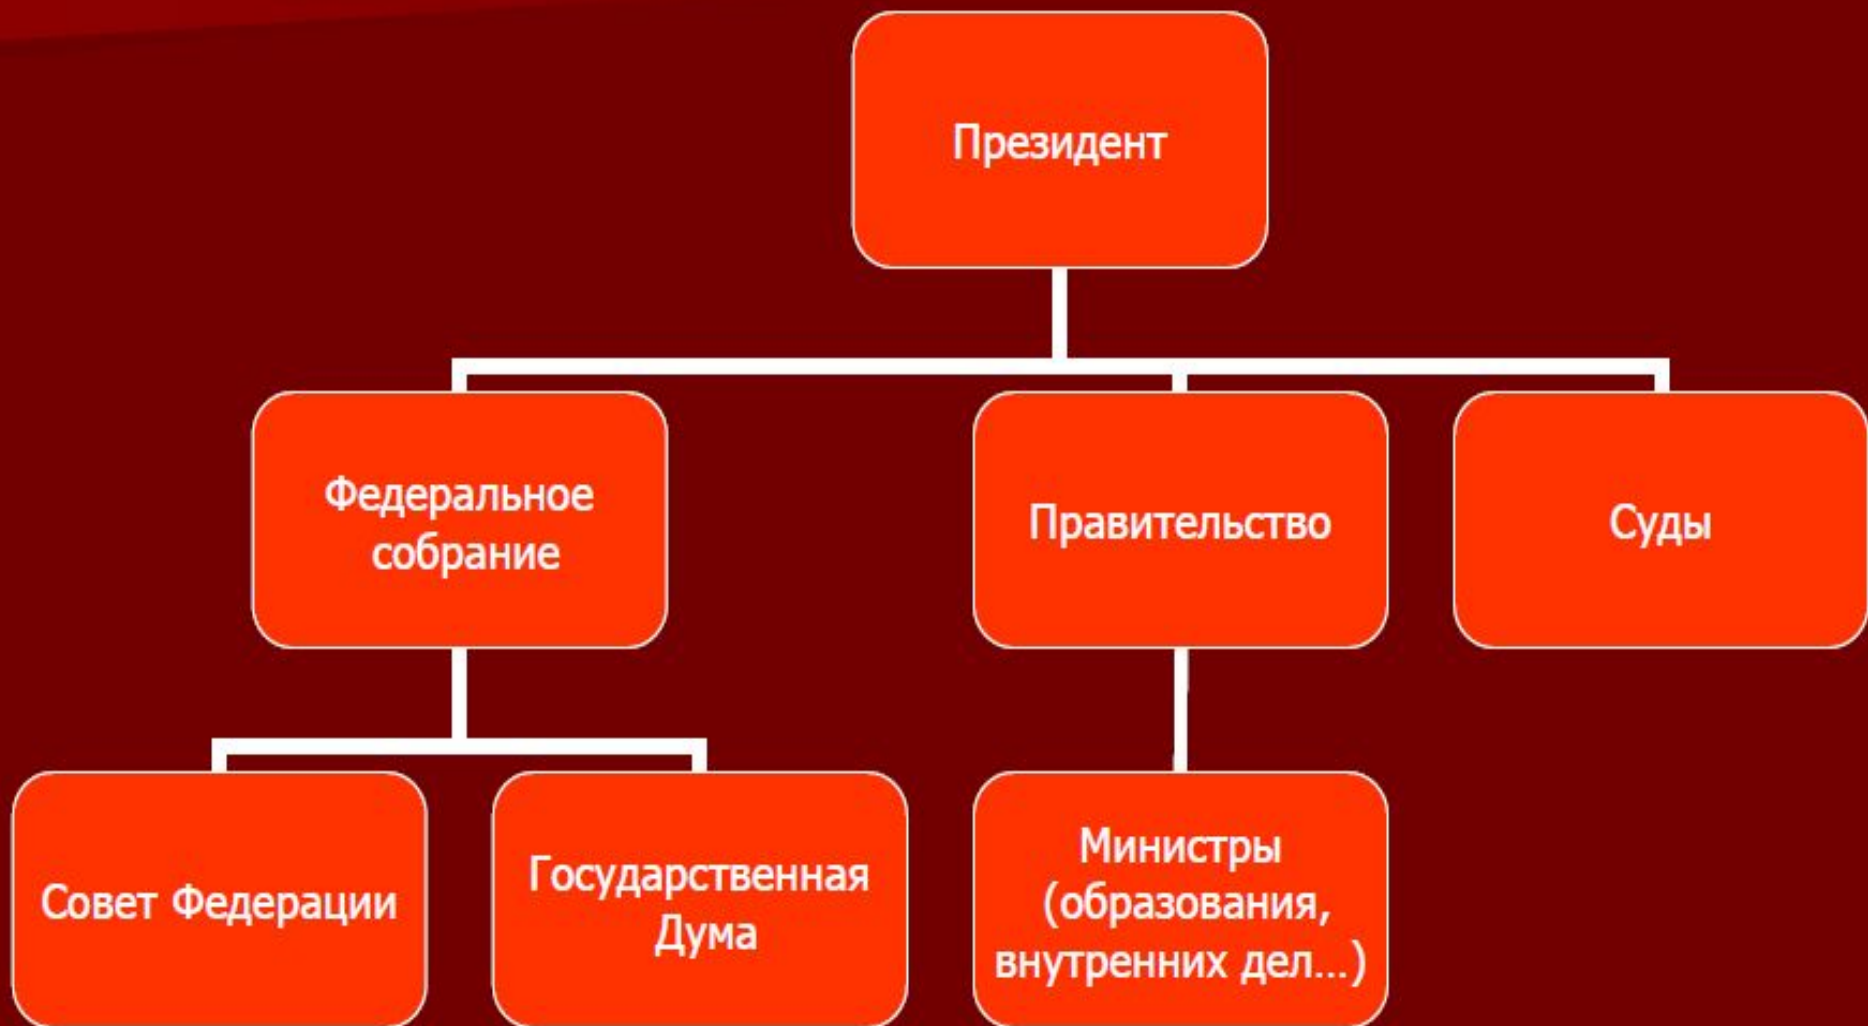 Президент
Федеральное
собрание
Правительство
Суды
Совет Федерации
Государственная
Дума
Министры
(образования,
внутренних дел...)